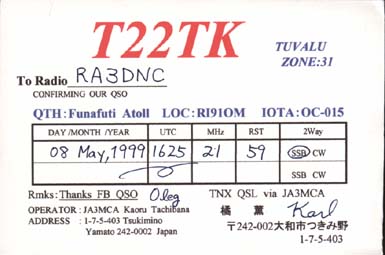 T22TK
TUVALU
ZONE:31
To Radio RA3DNC
CONFIRMING OUR QSO
QTH: Funafuti Atoll LOC: RI91OM IOTA: OC-015
DAY/MONTH/YEAR UTC MHz RST 2Way
08 May, 1999 1625 21 59 SSB CW
SSB CW
Rmks: Thanks FB QSO Oleg TNX QSL via JA3MCA
OPERATOR : JA3MCA Kaoru Tachibana 橘 薫 Karl
ADDRESS : 1-7-5-403 Tsukimino 〒242-002 大和市つきみ野
Yamato 242-0002 Japan 1-7-5-403